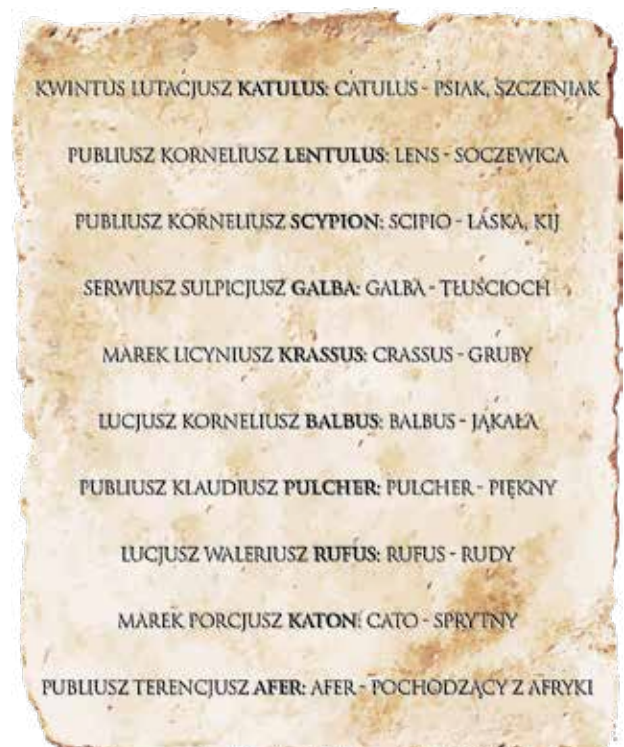 KWINTUS LUTACJUSZ KATULUS: CATULUS - PSIAK, SZCZENIAK
PUBLIUSZ KORNELIUSZ LENTULUS: LENS - SOCZEWICA
PUBLIUSZ KORNELIUSZ SCYPION: SCIPIO - LASKA, KIJ
SERWIUSZ SULPICJUSZ GALBA: GALBA - TŁUŚCIOCH
MAREK LICYNIUSZ KRASSUS: CRASSUS - GRUBY
LUCJUSZ KORNELIUSZ BALBUS: BALBUS - JĄKAŁA
PUBLIUSZ KLAUDIUSZ PULCHER: PULCHER - PIĘKNY
LUCJUSZ WALERIUSZ RUFUS: RUFUS - RUDY
MAREK PORCJUSZ KATON: CATO - SPRYTNY
PUBLIUSZ TERENCJUSZ AFER: AFER - POCHODZĄCY Z AFRYKI